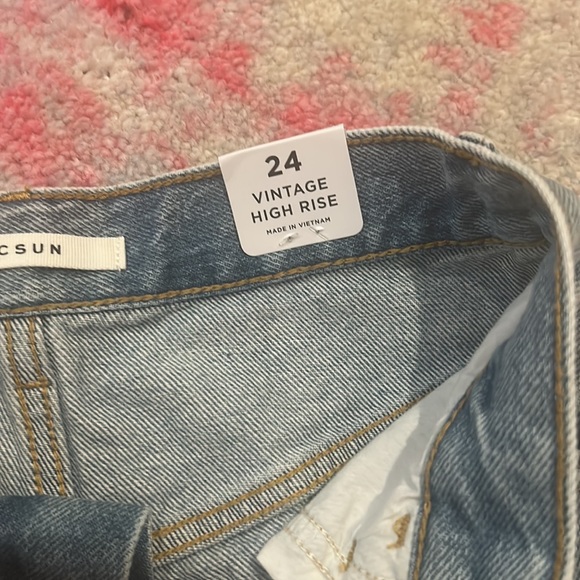 24
VINTAGE
HIGH RISE
MADE IN VIETNAM
CSUN